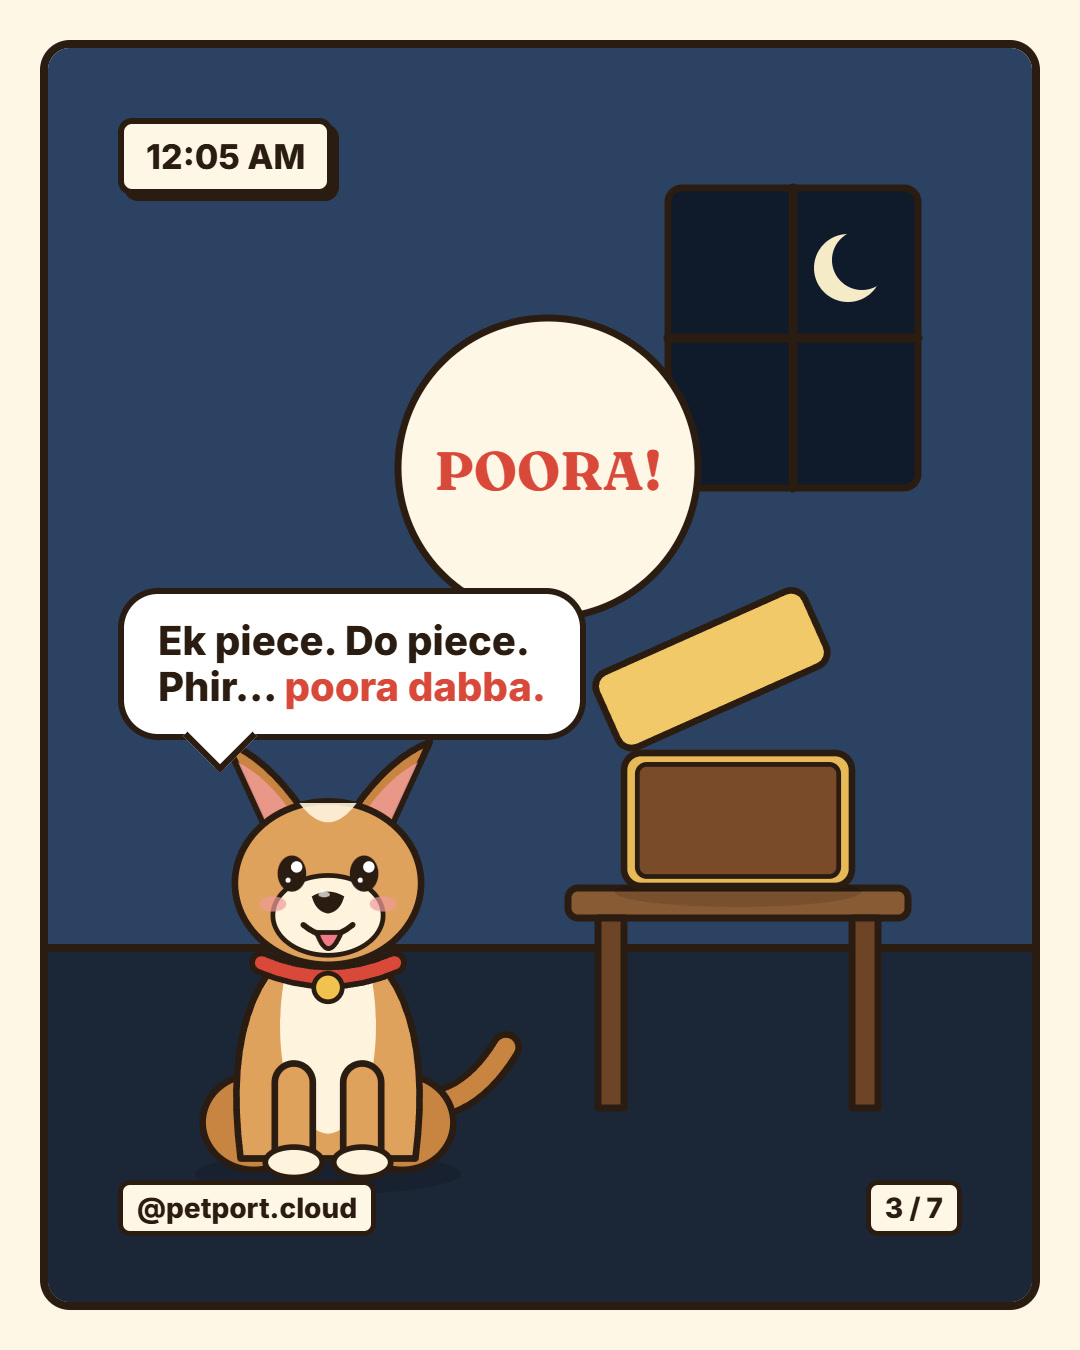 12:05 AM
POORA!
Ek piece. Do piece.
Phir... poora dabba.
@petport.cloud
3 / 7